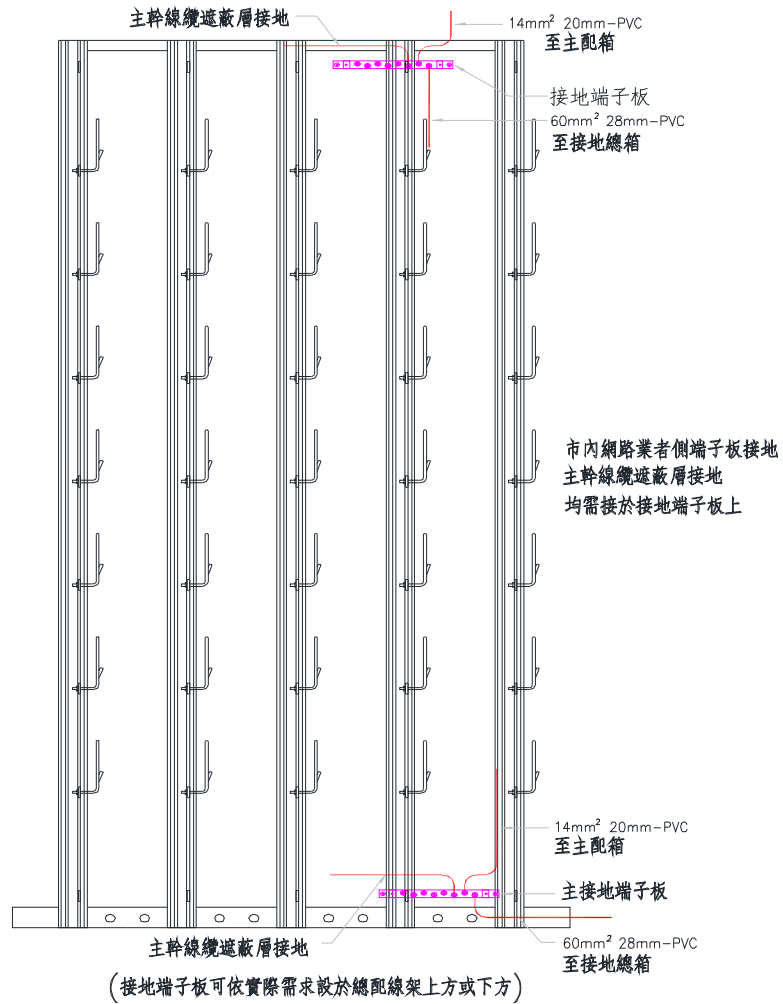 主幹線纜遮蔽層接地
14mm² 20mm-PVC
至主配箱
接地端子板
60mm² 28mm-PVC
至接地總箱
市內網路業者側端子板接地
主幹線纜遮蔽層接地
均需接於接地端子板上
14mm² 20mm-PVC
至主配箱
主接地端子板
主幹線纜遮蔽層接地
60mm² 28mm-PVC
至接地總箱
(接地端子板可依實際需求設於總配線架上方或下方)